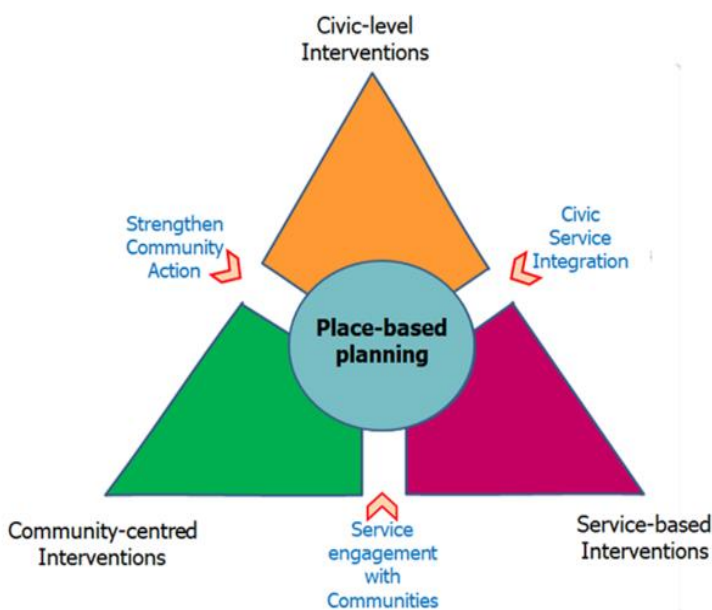 Civic-level
Interventions
Strengthen
Community
Action
Civic
Service
Integration
Place-based
planning
Community-centred
Interventions
Service
engagement
with
Communities
Service-based
Interventions